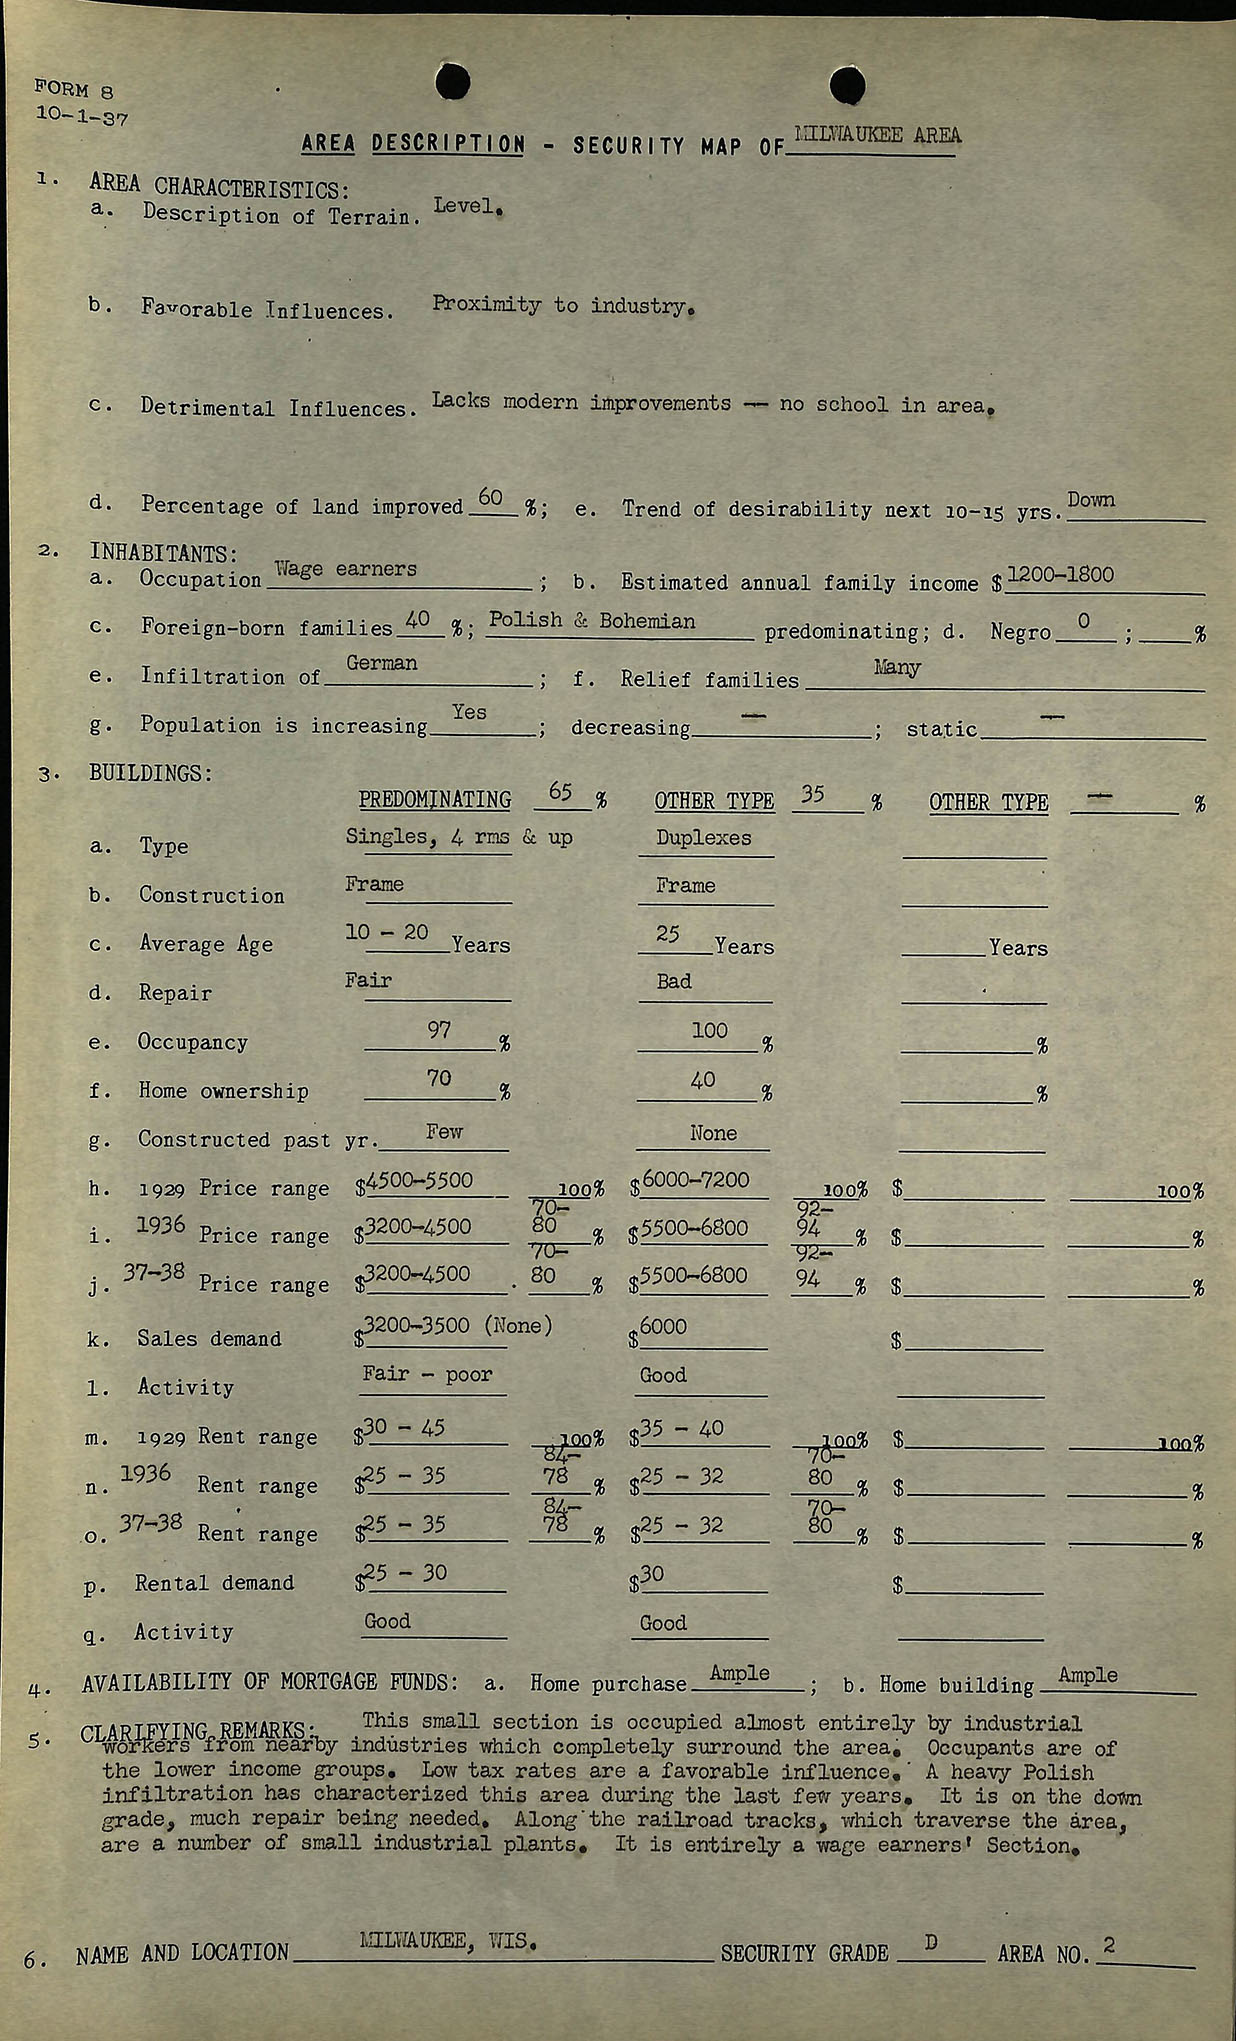 FORM 8
10-1-37
AREA DESCRIPTION - SECURITY MAP OF MILWAUKEE AREA
1. AREA CHARACTERISTICS:
a. Description of Terrain. Level.
b. Favorable Influences. Proximity to industry.
c. Detrimental Influences. Lacks modern improvements — no school in area.
d. Percentage of land improved 60 %; e. Trend of desirability next 10-15 yrs. Down
2. INHABITANTS:
a. Occupation Wage earners ; b. Estimated annual family income $ 1200-1800
c. Foreign-born families 40 %; Polish & Bohemian predominating; d. Negro 0 ; %
e. Infiltration of German ; f. Relief families Many
g. Population is increasing Yes ; decreasing — ; static —
3. BUILDINGS:
PREDOMINATING 65 % OTHER TYPE 35 % OTHER TYPE — %
a. Type Singles, 4 rms & up Duplexes
b. Construction Frame Frame
c. Average Age 10 - 20 Years 25 Years Years
d. Repair Fair Bad
e. Occupancy 97 % 100 % %
f. Home ownership 70 % 40 % %
g. Constructed past yr. Few None
h. 1929 Price range $4500-5500 100% $6000-7200 100% $ 100%
i. 1936 Price range $3200-4500 70-80 % $5500-6800 92-94 % $ %
j. 37-38 Price range $3200-4500 70-80 % $5500-6800 92-94 % $ %
k. Sales demand $3200-3500 (None) $6000 $
l. Activity Fair - poor Good
m. 1929 Rent range $30 - 45 100% $35 - 40 100% $ 100%
n. 1936 Rent range $25 - 35 84-78 % $25 - 32 70-80 % $ %
o. 37-38 Rent range $25 - 35 84-78 % $25 - 32 70-80 % $ %
p. Rental demand $25 - 30 $30 $
q. Activity Good Good
4. AVAILABILITY OF MORTGAGE FUNDS: a. Home purchase Ample ; b. Home building Ample
5. CLARIFYING REMARKS: This small section is occupied almost entirely by industrial
workers from nearby industries which completely surround the area. Occupants are of
the lower income groups. Low tax rates are a favorable influence. A heavy Polish
infiltration has characterized this area during the last few years. It is on the down
grade, much repair being needed. Along the railroad tracks, which traverse the area,
are a number of small industrial plants. It is entirely a wage earners' Section.
6. NAME AND LOCATION MILWAUKEE, WIS. SECURITY GRADE D AREA NO. 2